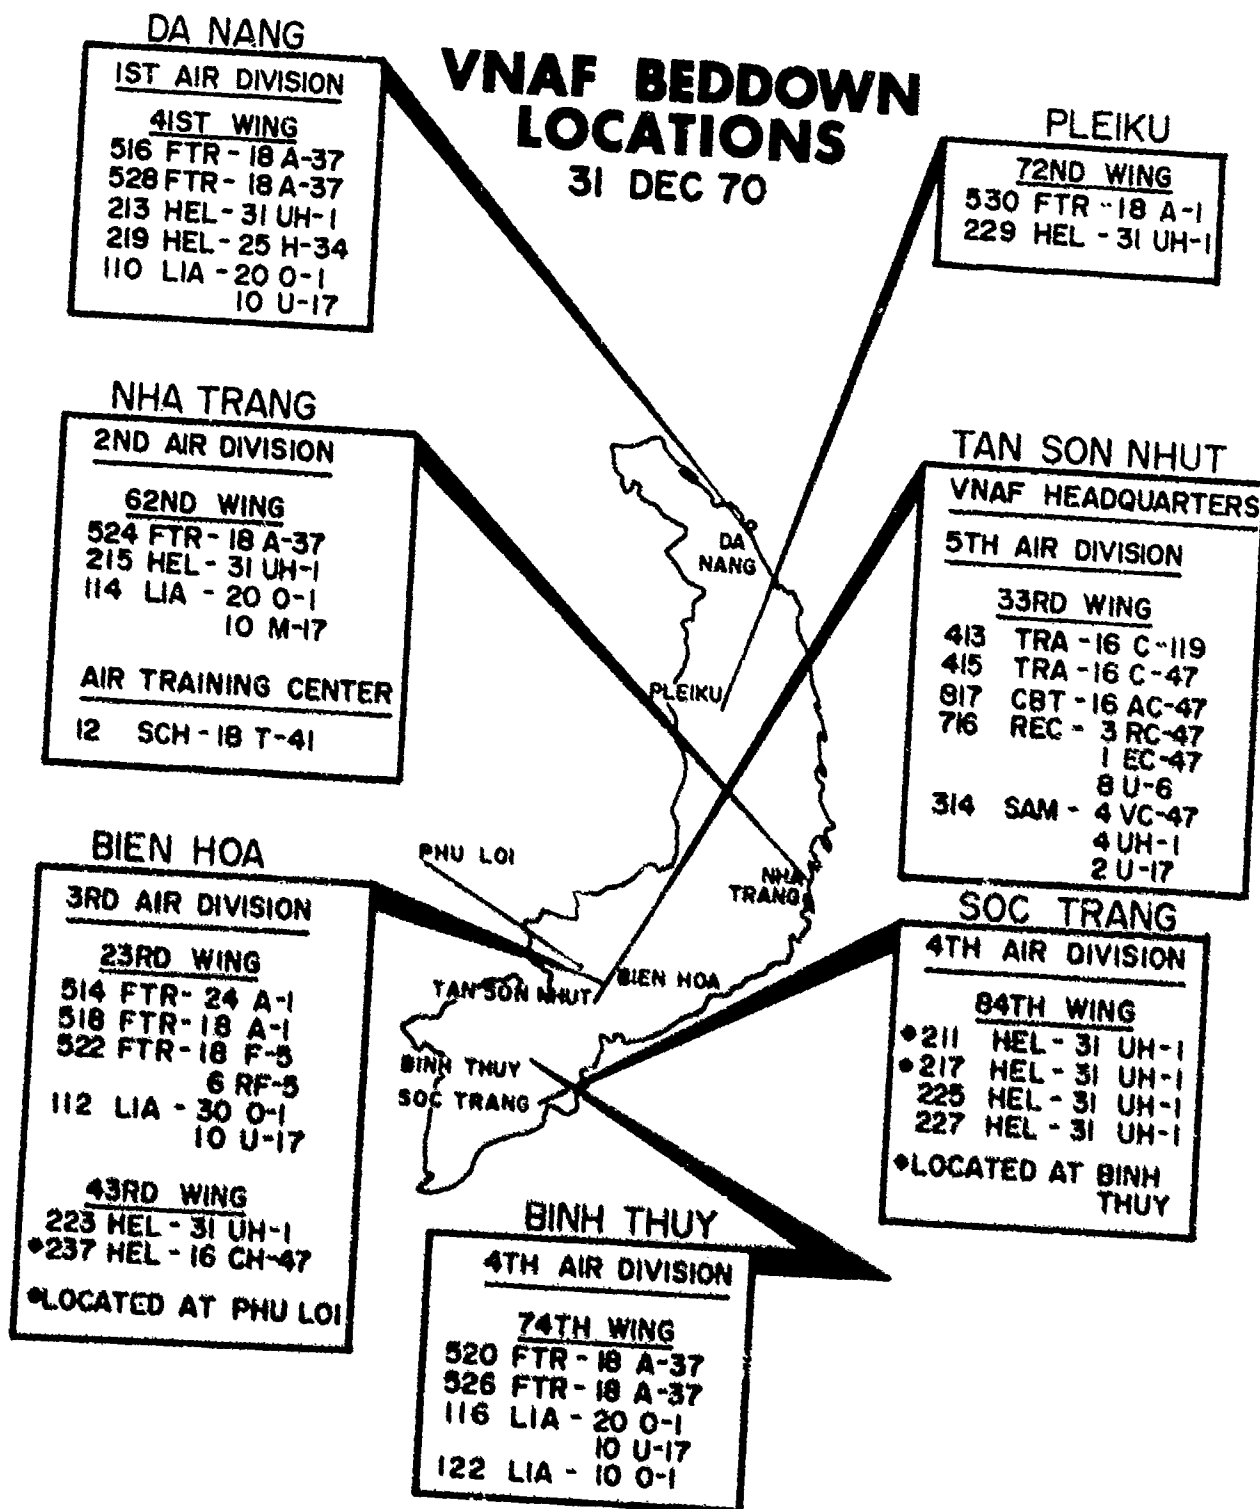 VNAF BEDDOWN
LOCATIONS
31 DEC 70
DA NANG
1ST AIR DIVISION
41ST WING
516 FTR - 18 A-37
528 FTR - 18 A-37
213 HEL - 31 UH-1
219 HEL - 25 H-34
110 LIA - 20 O-1
10 U-17
NHA TRANG
2ND AIR DIVISION
62ND WING
524 FTR - 18 A-37
215 HEL - 31 UH-1
114 LIA - 20 O-1
10 M-17
AIR TRAINING CENTER
12 SCH - 18 T-41
BIEN HOA
3RD AIR DIVISION
23RD WING
514 FTR - 24 A-1
518 FTR - 18 A-1
522 FTR - 18 F-5
6 RF-5
112 LIA - 30 O-1
10 U-17
43RD WING
223 HEL - 31 UH-1
•237 HEL - 16 CH-47
•LOCATED AT PHU LOI
PLEIKU
72ND WING
530 FTR - 18 A-1
229 HEL - 31 UH-1
TAN SON NHUT
VNAF HEADQUARTERS
5TH AIR DIVISION
33RD WING
413 TRA - 16 C-119
415 TRA - 16 C-47
817 CBT - 16 AC-47
716 REC - 3 RC-47
1 EC-47
8 U-6
314 SAM - 4 VC-47
4 UH-1
2 U-17
SOC TRANG
4TH AIR DIVISION
84TH WING
•211 HEL - 31 UH-1
•217 HEL - 31 UH-1
225 HEL - 31 UH-1
227 HEL - 31 UH-1
•LOCATED AT BINH
THUY
BINH THUY
4TH AIR DIVISION
74TH WING
520 FTR - 18 A-37
526 FTR - 18 A-37
116 LIA - 20 O-1
10 U-17
122 LIA - 10 O-1
DA
NANG
PLEIKU
NHA
TRANG
PHU LOI
BIEN HOA
TAN SON NHUT
BINH THUY
SOC TRANG